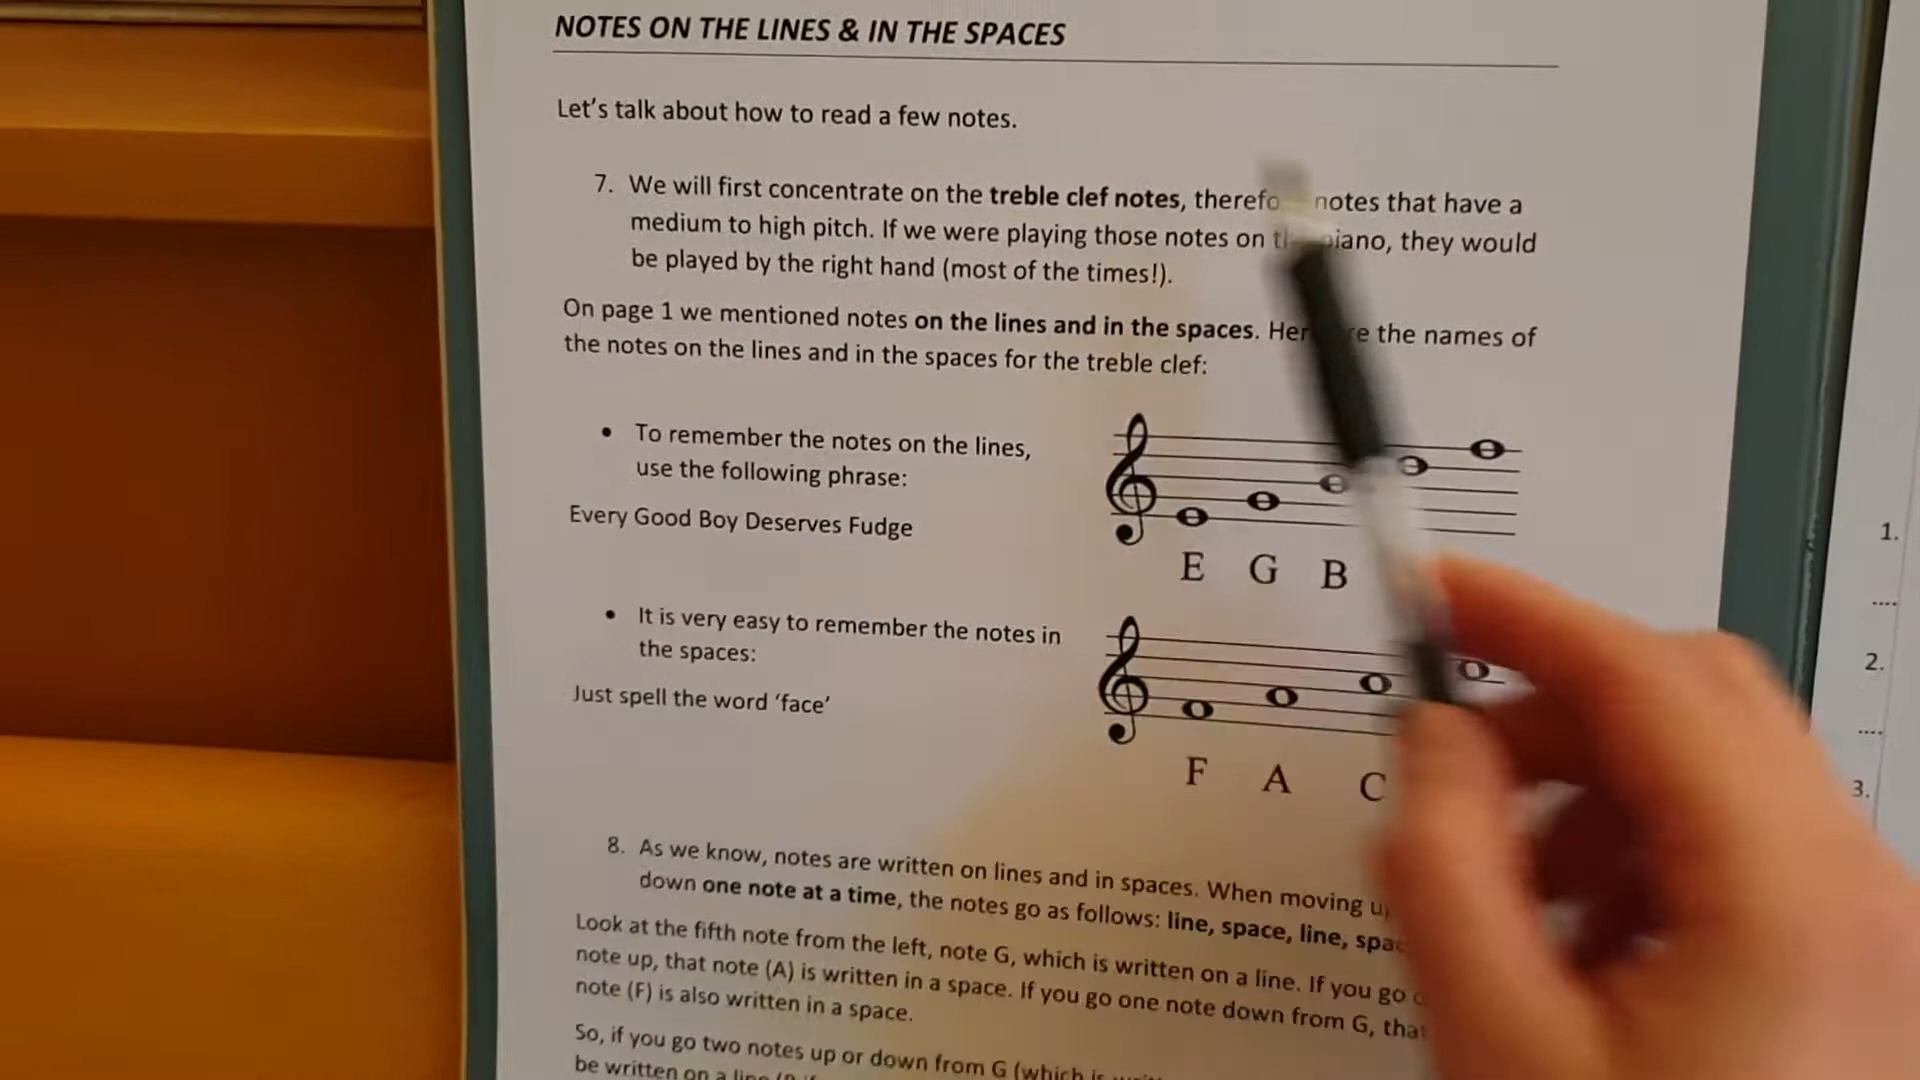 NOTES ON THE LINES & IN THE SPACES
Let's talk about how to read a few notes.
7. We will first concentrate on the treble clef notes, notes that have a
medium to high pitch. If we were playing those notes on piano, they would
be played by the right hand (most of the times!).
On page 1 we mentioned notes on the lines and in the spaces. the names of
the notes on the lines and in the spaces for the treble clef:
• To remember the notes on the lines,
use the following phrase:
Every Good Boy Deserves Fudge
E G B
• It is very easy to remember the notes in
the spaces:
Just spell the word 'face'
F A C
8. As we know, notes are written on lines and in spaces. When moving
down one note at a time, the notes go as follows: line, space, line,
Look at the fifth note from the left, note G, which is written on a line. If you go
note up, that note (A) is written in a space. If you go one note down from G,
note (F) is also written in a space.
So, if you go two notes up or down from G (which is
be written on a line
1.
....
2.
....
3.